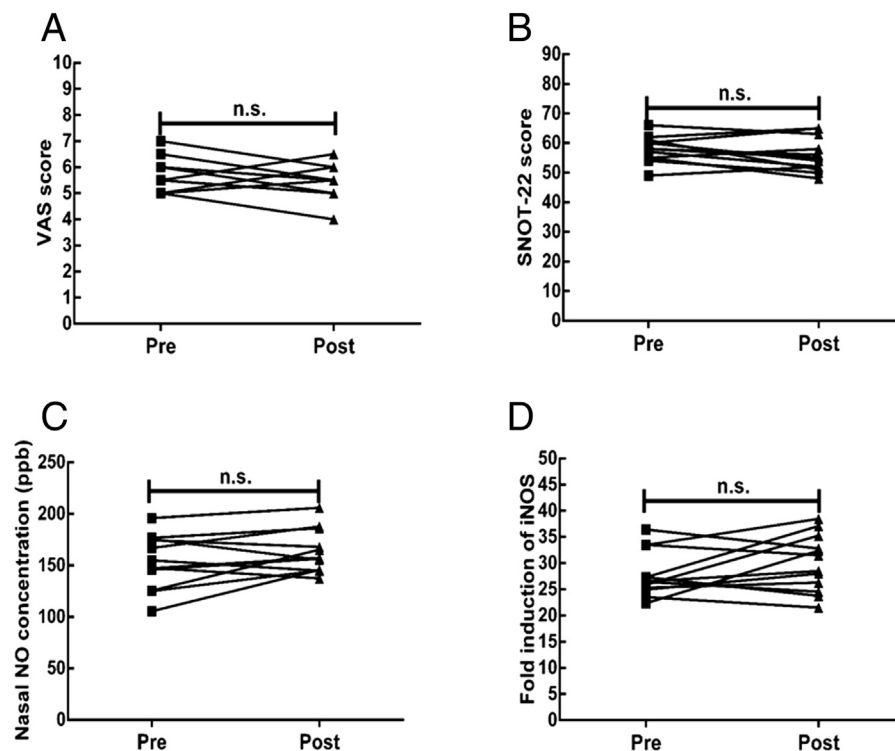 A
VAS score
10
9
8
7
6
5
4
3
2
1
0
n.s.
Pre
Post
B
SNOT-22 score
90
80
70
60
50
40
30
20
10
0
n.s.
Pre
Post
C
Nasal NO concentration (ppb)
250
200
150
100
50
0
n.s.
Pre
Post
D
Fold induction of iNOS
50
45
40
35
30
25
20
15
10
5
0
n.s.
Pre
Post